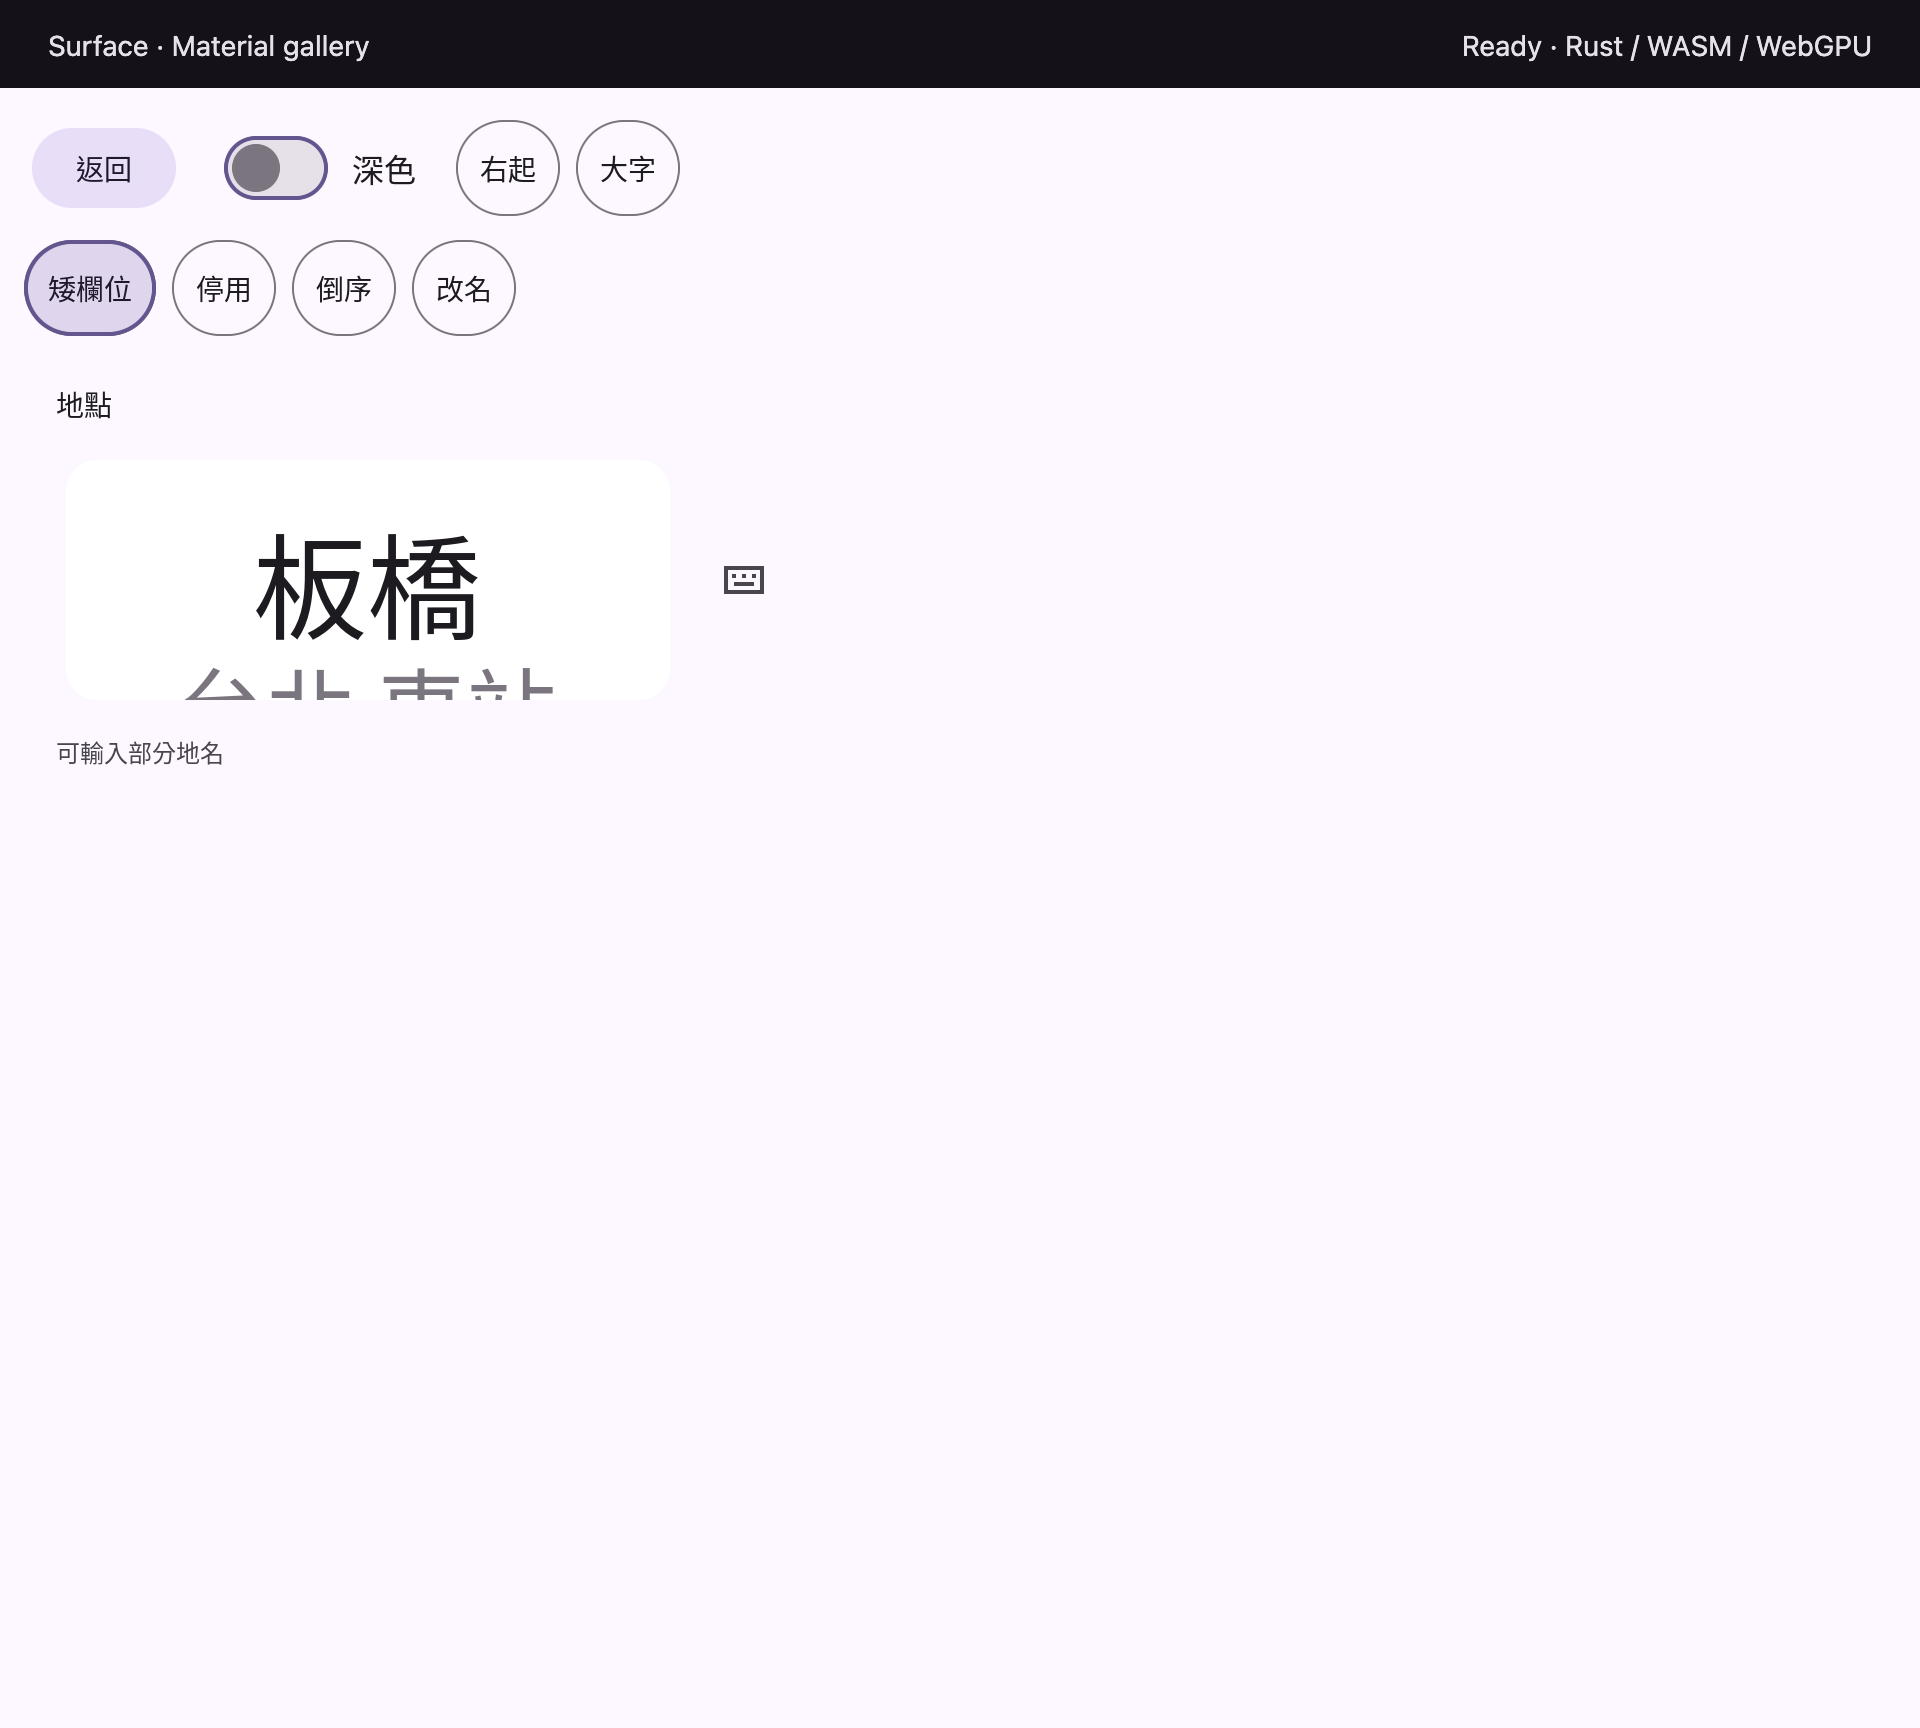 Surface · Material gallery
Ready · Rust / WASM / WebGPU
返回
深色
右起
大字
矮欄位
停用
倒序
改名
地點
板橋
可輸入部分地名